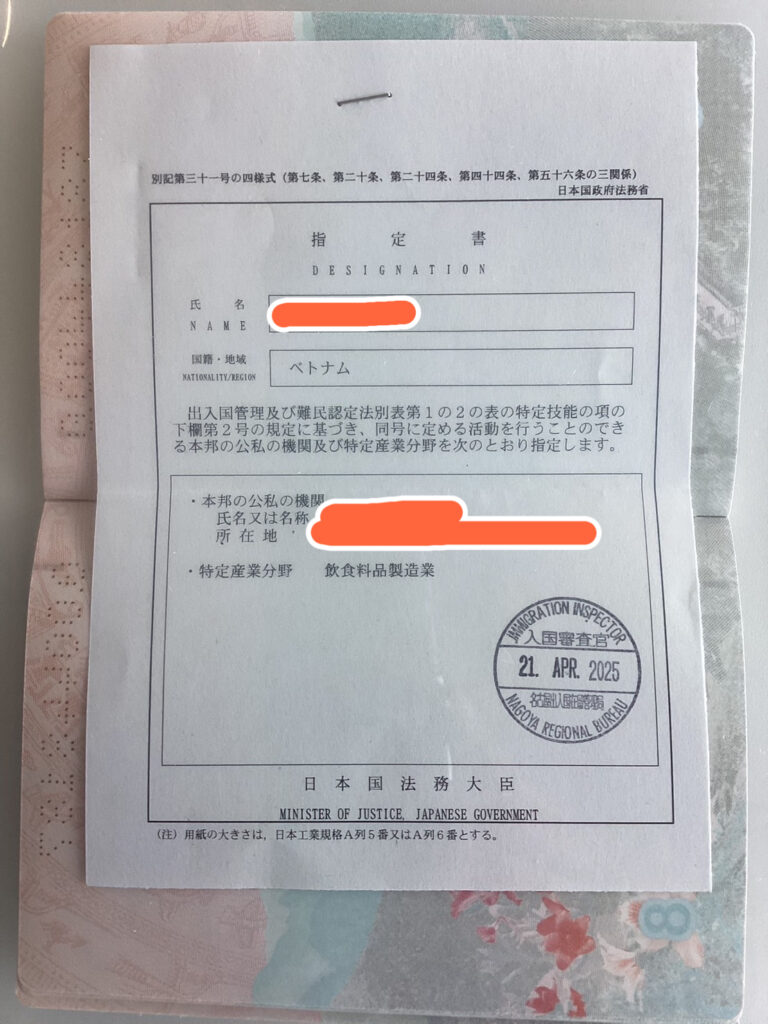 別記第三十一号の四様式（第七条、第二十条、第二十四条、第四十四条、第五十六条の三関係）
日本国政府法務省
指定書
DESIGNATION
氏名
NAME
国籍・地域
NATIONALITY/REGION
ベトナム
出入国管理及び難民認定法別表第１の２の表の特定技能の項の
下欄第２号の規定に基づき、同号に定める活動を行うことのでき
る本邦の公私の機関及び特定産業分野を次のとおり指定します。
・本邦の公私の機関
氏名又は名称
所在地
・特定産業分野　飲食料品製造業
IMMIGRATION INSPECTOR
入国審査官
21. APR. 2025
NAGOYA REGIONAL BUREAU
日本国法務大臣
MINISTER OF JUSTICE, JAPANESE GOVERNMENT
（注）用紙の大きさは、日本工業規格Ａ列５番又はＡ列６番とする。
8